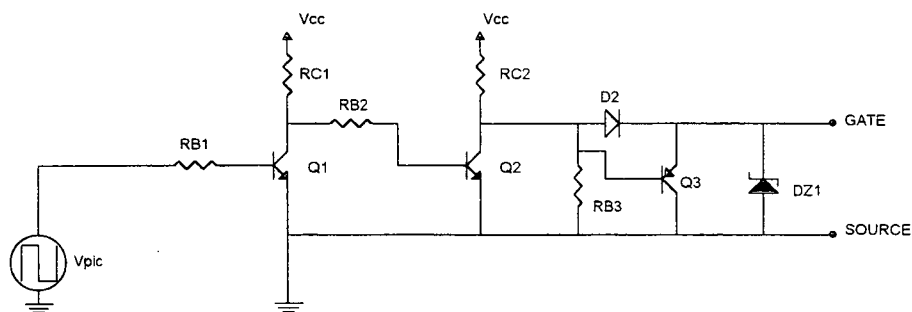 Vcc
Vcc
RC1
RC2
D2
RB2
GATE
RB1
Q1
Q2
Q3
DZ1
RB3
SOURCE
Vpic